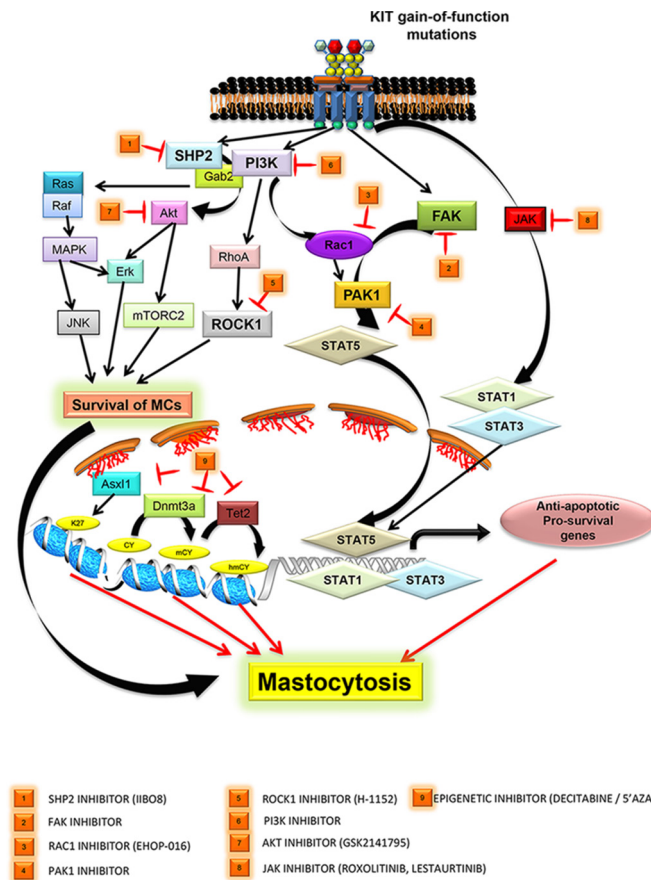 KIT gain-of-function
mutations
1
SHP2
PI3K
6
Gab2
Ras
Raf
7
Akt
3
FAK
JAK
8
Rac1
MAPK
Erk
RhoA
2
5
PAK1
JNK
mTORC2
ROCK1
4
STAT5
Survival of MCs
STAT1
STAT3
9
Asxl1
Dnmt3a
Tet2
K27
CY
mCY
hmCY
STAT5
STAT1
STAT3
Anti-apoptotic
Pro-survival
genes
Mastocytosis
1 SHP2 INHIBITOR (IIBO8)
2 FAK INHIBITOR
3 RAC1 INHIBITOR (EHOP-016)
4 PAK1 INHIBITOR
5 ROCK1 INHIBITOR (H-1152)
6 PI3K INHIBITOR
7 AKT INHIBITOR (GSK2141795)
8 JAK INHIBITOR (ROXOLITINIB, LESTAURTINIB)
9 EPIGENETIC INHIBITOR (DECITABINE / 5'AZA